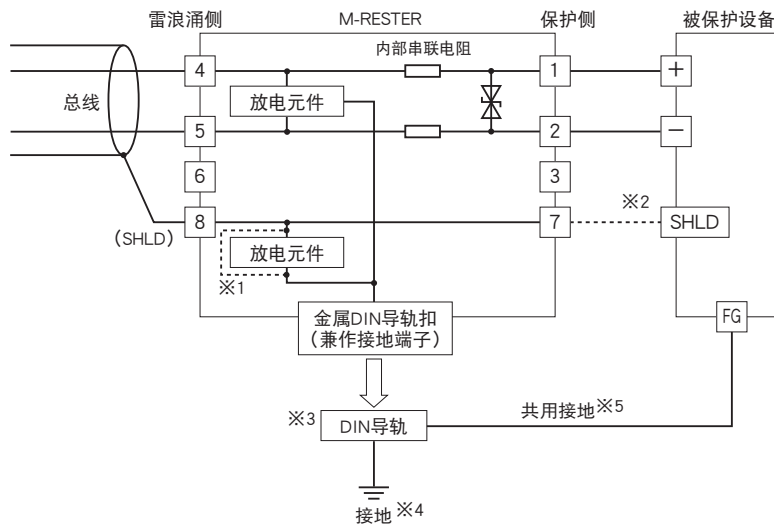 雷浪涌侧 M-RESTER 保护侧 被保护设备
内部串联电阻
4 1 +
总线 放电元件
5 2 −
6 3
※2
(SHLD) 8 7 SHLD
放电元件
※1
金属DIN导轨扣
(兼作接地端子)
FG
共用接地※5
※3 DIN导轨
接地※4